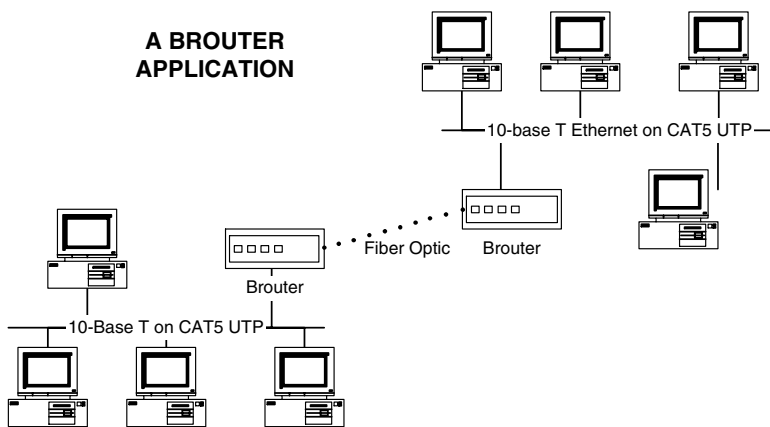 A BROUTER
APPLICATION
10-base T Ethernet on CAT5 UTP
Fiber Optic
Brouter
Brouter
10-Base T on CAT5 UTP